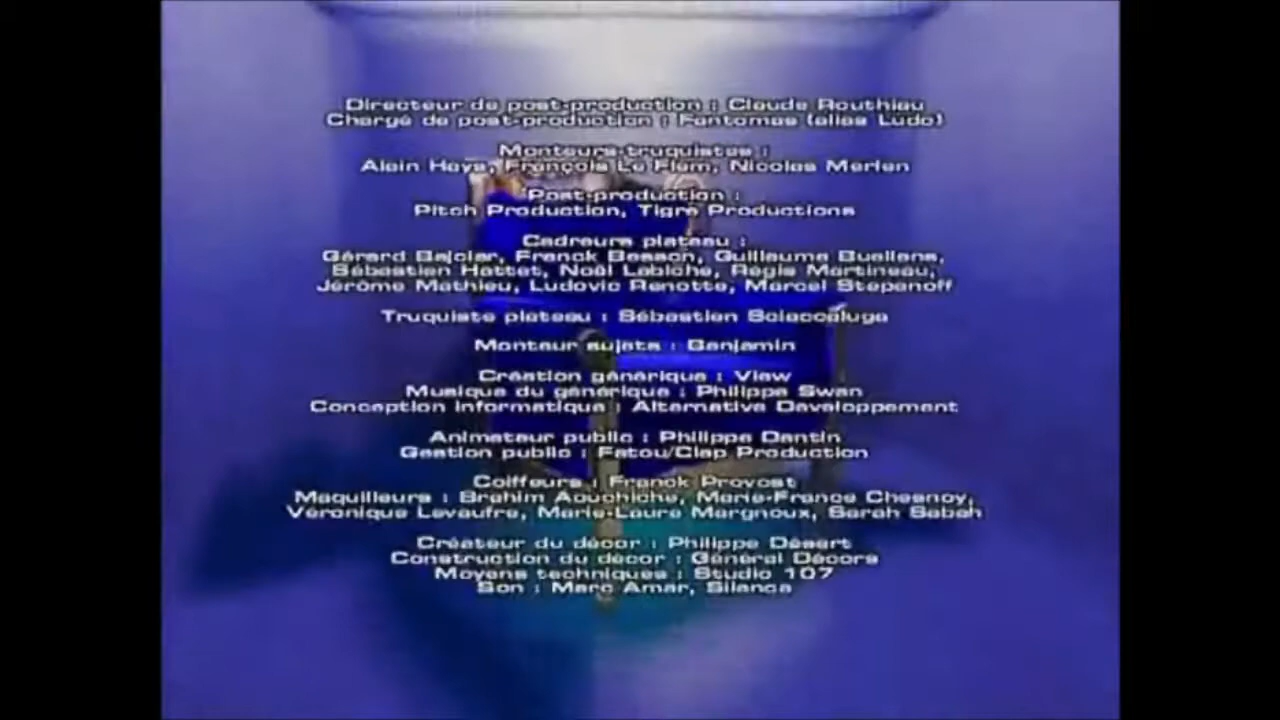 Directeur de post-production : Claude Routhiau
Chargé de post-production : Fantomas (alias Ludo)
Monteurs-truquistes :
Alain Hays, François Le Flem, Nicolas Merlen
Post-production :
Pitch Production, Tigre Productions
Cadreurs plateau :
Gérard Bajolar, Franck Besson, Guillaume Buellens,
Sébastien Hottet, Noël Labiche, Régis Martineau,
Jérôme Mathieu, Ludovic Renotte, Marcel Stepanoff
Truquiste plateau : Sébastien Sciaccaluga
Monteur sujets : Benjamin
Création générique : View
Musique du générique : Philippe Swan
Conception informatique : Alternative Developpement
Animateur public : Philippe Dantin
Gestion public : Fatou/Clap Production
Coiffeurs : Franck Provost
Maquilleurs : Brahim Aouchiche, Marie-France Chesnoy,
Véronique Levaufre, Marie-Laure Margnoux, Sarah Sabah
Créateur du décor : Philippe Désert
Construction du décor : Général Décors
Moyens techniques : Studio 107
Son : Marc Amar, Silence